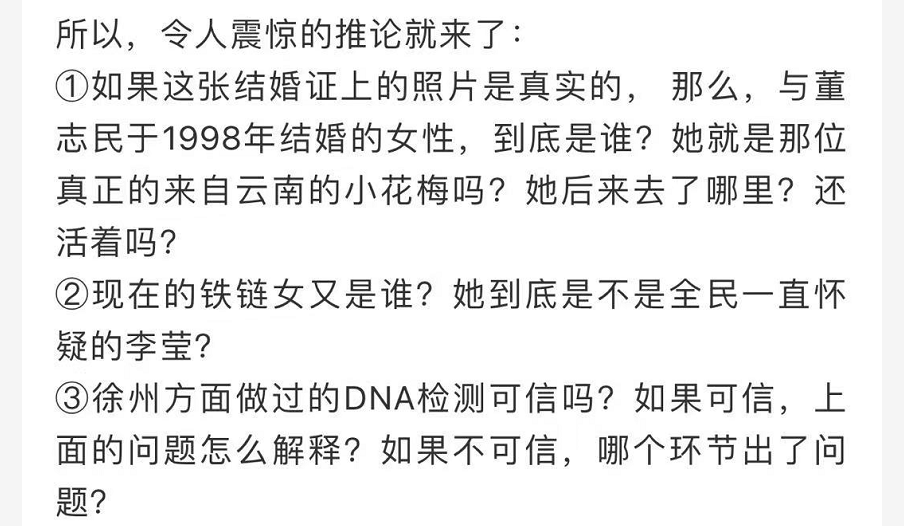 所以，令人震惊的推论就来了：
①如果这张结婚证上的照片是真实的， 那么，与董
志民于1998年结婚的女性，到底是谁？她就是那位
真正的来自云南的小花梅吗？她后来去了哪里？还
活着吗？
②现在的铁链女又是谁？她到底是不是全民一直怀
疑的李莹？
③徐州方面做过的DNA检测可信吗？如果可信，上
面的问题怎么解释？如果不可信，哪个环节出了问
题？